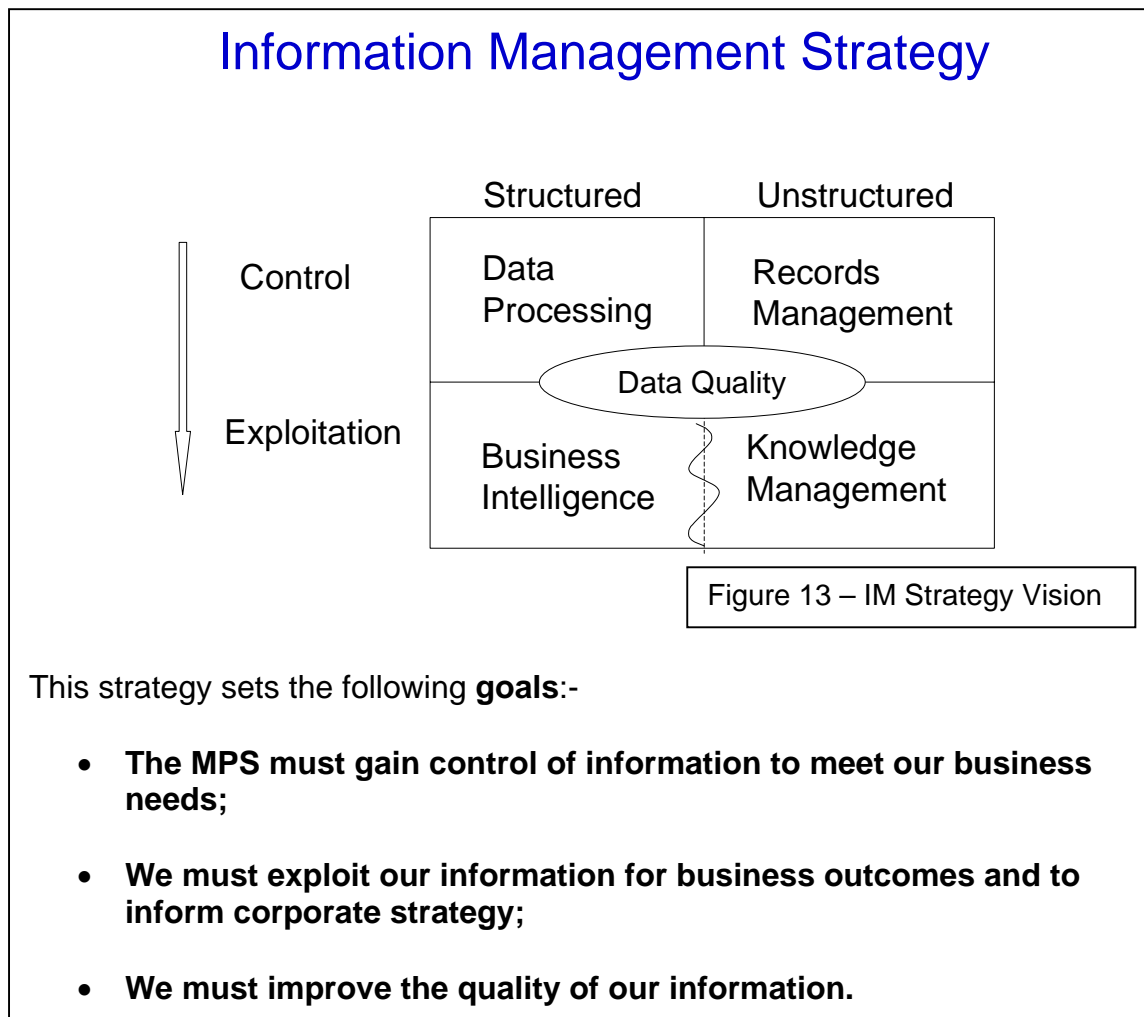 Information Management Strategy
Structured Unstructured
Control
Data
Processing
Records
Management
Data Quality
Exploitation
Business
Intelligence
Knowledge
Management
Figure 13 – IM Strategy Vision
This strategy sets the following goals:-
• The MPS must gain control of information to meet our business
needs;
• We must exploit our information for business outcomes and to
inform corporate strategy;
• We must improve the quality of our information.